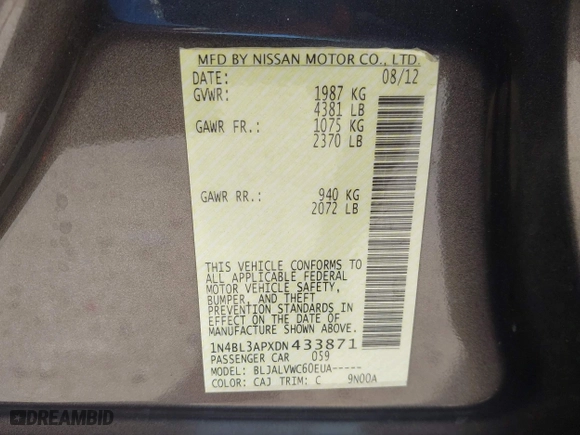 MFD BY NISSAN MOTOR CO., LTD.
DATE: 08/12
GVWR: 1987 KG
4381 LB
GAWR FR.: 1075 KG
2370 LB
GAWR RR.: 940 KG
2072 LB
THIS VEHICLE CONFORMS TO
ALL APPLICABLE FEDERAL
MOTOR VEHICLE SAFETY,
BUMPER, AND THEFT
PREVENTION STANDARDS IN
EFFECT ON THE DATE OF
MANUFACTURE SHOWN ABOVE.
1N4BL3APXDN433871
PASSENGER CAR 059
MODEL: BLJALVWC60EUA-----
COLOR: CAJ TRIM: C 9N00A
DREAMBID